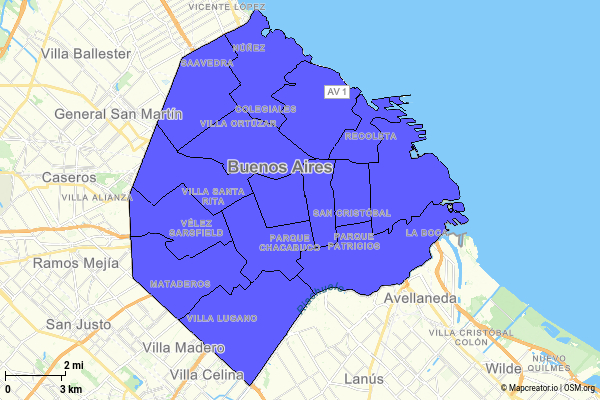 VICENTE LÓPEZ
NÚÑEZ
Villa Ballester
SAAVEDRA
AV 1
COLEGIALES
General San Martín
VILLA ORTÚZAR
RECOLETA
Buenos Aires
Caseros
VILLA ALIANZA
VILLA SANTA
RITA
SAN CRISTÓBAL
VÉLEZ
SARSFIELD
LA BOCA
PARQUE
CHACABUCO
PARQUE
PATRICIOS
Ramos Mejía
MATADEROS
Riachuelo
Avellaneda
VILLA LUGANO
San Justo
VILLA CRISTÓBAL
COLÓN
Villa Madero
NUEVO
QUILMES
2 mi
Villa Celina
Lanús
Wilde
3 km
© Mapcreator.io | OSM.org